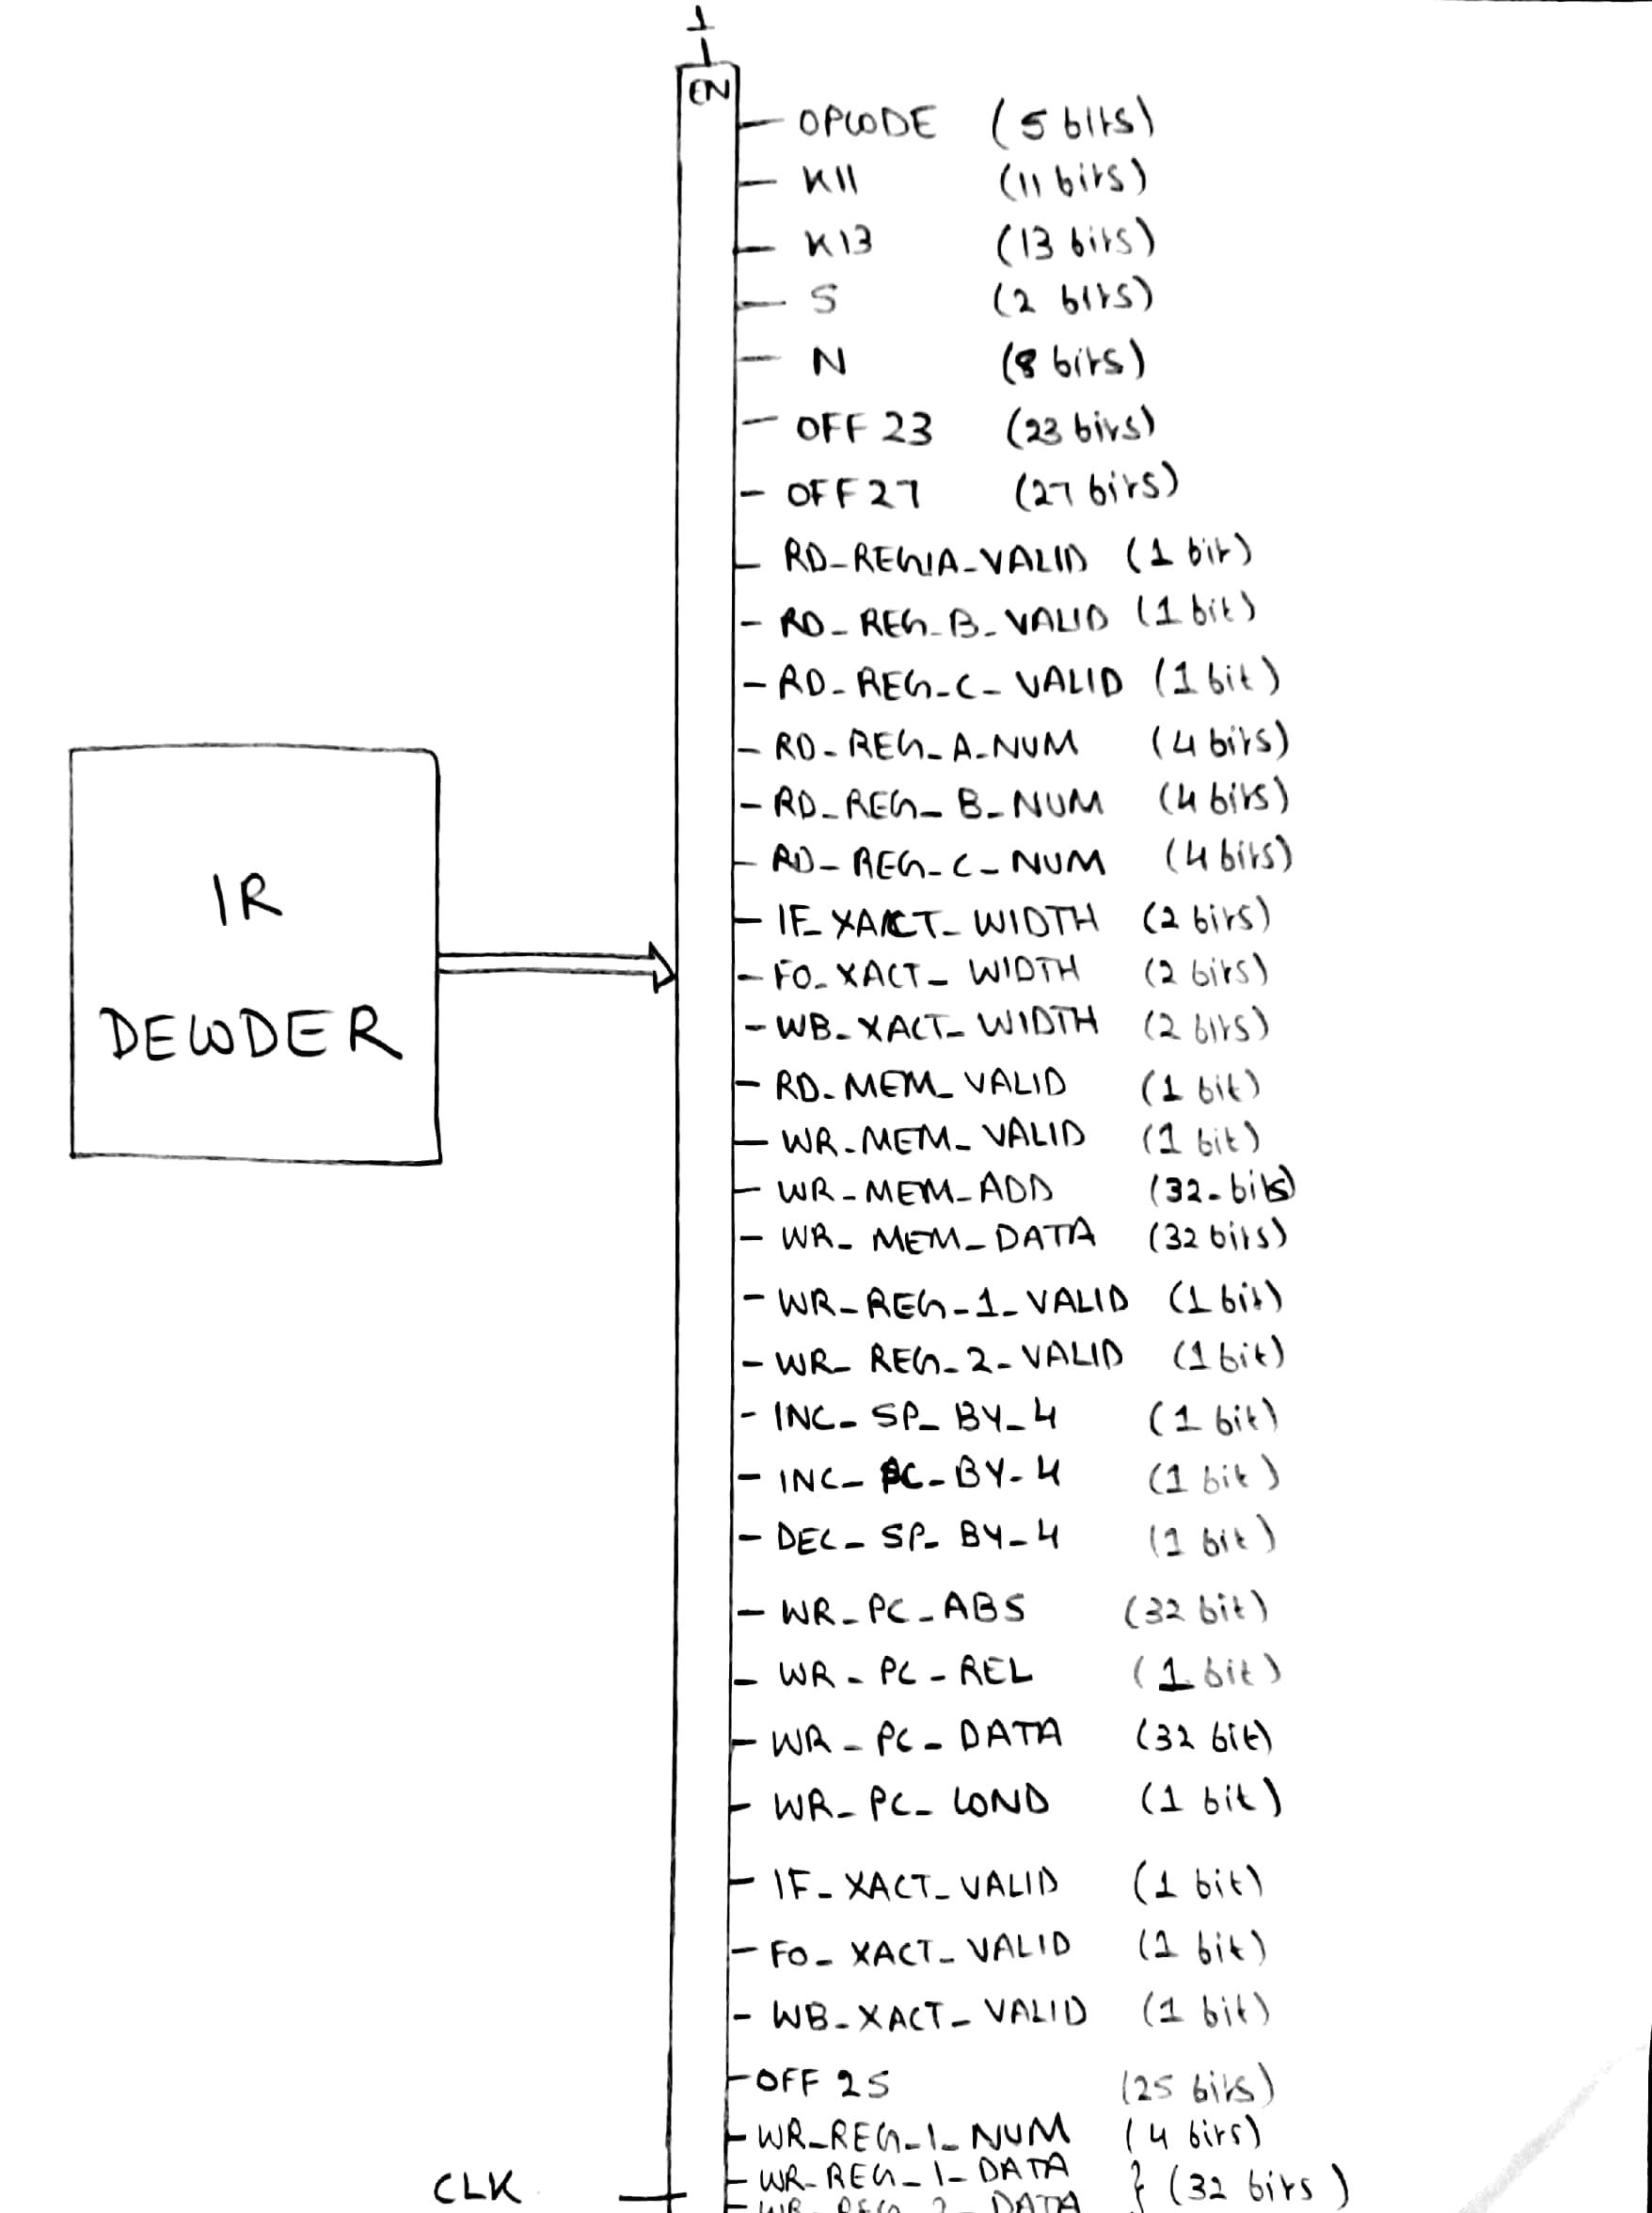 1
EN
OPCODE (5 bits)
K11 (11 bits)
K13 (13 bits)
S (2 bits)
N (8 bits)
OFF 23 (23 bits)
OFF 27 (27 bits)
RD_REG_A_VALID (1 bit)
RD_REG_B_VALID (1 bit)
RD_REG_C_VALID (1 bit)
RD_REG_A_NUM (4 bits)
RD_REG_B_NUM (4 bits)
RD_REG_C_NUM (4 bits)
IF_XACT_WIDTH (2 bits)
FO_XACT_WIDTH (2 bits)
WB_XACT_WIDTH (2 bits)
RD_MEM_VALID (1 bit)
WR_MEM_VALID (1 bit)
WR_MEM_ADD (32-bits)
WR_MEM_DATA (32 bits)
WR_REG_1_VALID (1 bit)
WR_REG_2_VALID (1 bit)
INC_SP_BY_4 (1 bit)
INC_PC_BY_4 (1 bit)
DEC_SP_BY_4 (1 bit)
WR_PC_ABS (32 bit)
WR_PC_REL (1 bit)
WR_PC_DATA (32 bit)
WR_PC_COND (1 bit)
IF_XACT_VALID (1 bit)
FO_XACT_VALID (1 bit)
WB_XACT_VALID (1 bit)
OFF 25 (25 bits)
WR_REG_1_NUM (4 bits)
WR_REG_1_DATA } (32 bits)
WR_REG_2_DATA
IR
DECODER
CLK